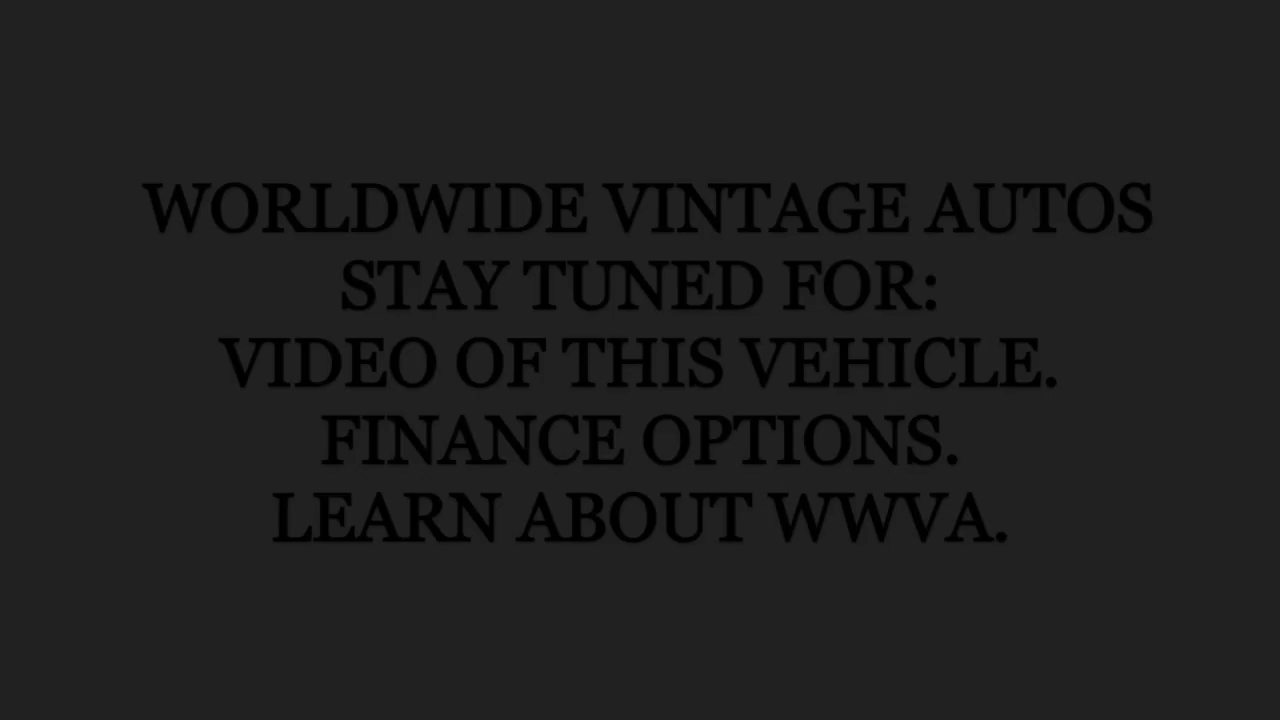 WORLDWIDE VINTAGE AUTOS
STAY TUNED FOR:
VIDEO OF THIS VEHICLE.
FINANCE OPTIONS.
LEARN ABOUT WWVA.